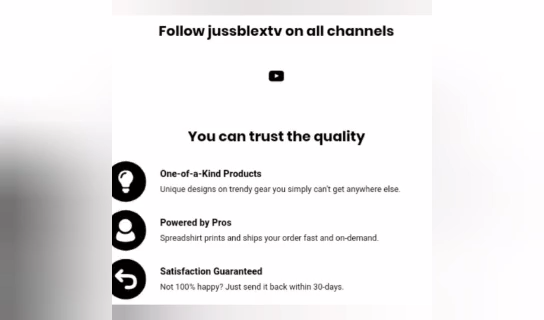 Follow jussblextv on all channels
You can trust the quality
One-of-a-Kind Products
Unique designs on trendy gear you simply can't get anywhere else.
Powered by Pros
Spreadshirt prints and ships your order fast and on-demand.
Satisfaction Guaranteed
Not 100% happy? Just send it back within 30-days.